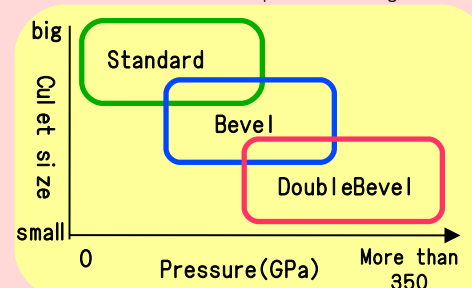 big
Standard
Culet size
Bevel
DoubleBevel
small
0
More than
350
Pressure(GPa)